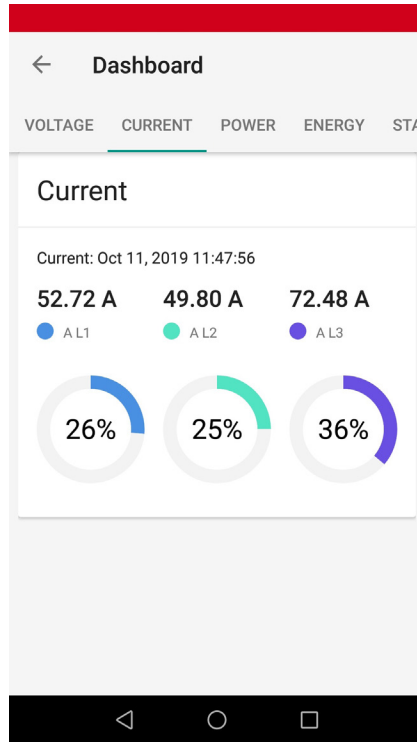 Dashboard
VOLTAGE CURRENT POWER ENERGY STA
Current
Current: Oct 11, 2019 11:47:56
52.72 A 49.80 A 72.48 A
A L1 A L2 A L3
26% 25% 36%